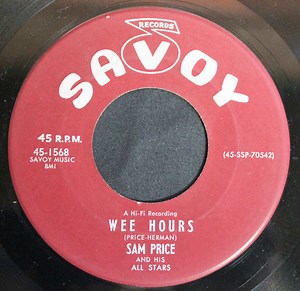 RECORDS
SAVOY
45 R.P.M.
45-1568
SAVOY MUSIC
BMI
(45-SSP-70542)
A Hi-Fi Recording
WEE HOURS
(PRICE-HERMAN)
SAM PRICE
AND HIS
ALL STARS